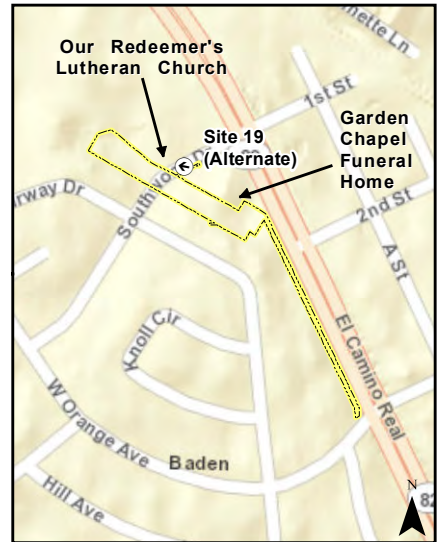 Our Redeemer's
Lutheran Church
1st St
Site 19
(Alternate)
Garden
Chapel
Funeral
Home
2nd St
A St
Knoll Cir
El Camino Real
W Orange Ave
Baden
Hill Ave
N
82